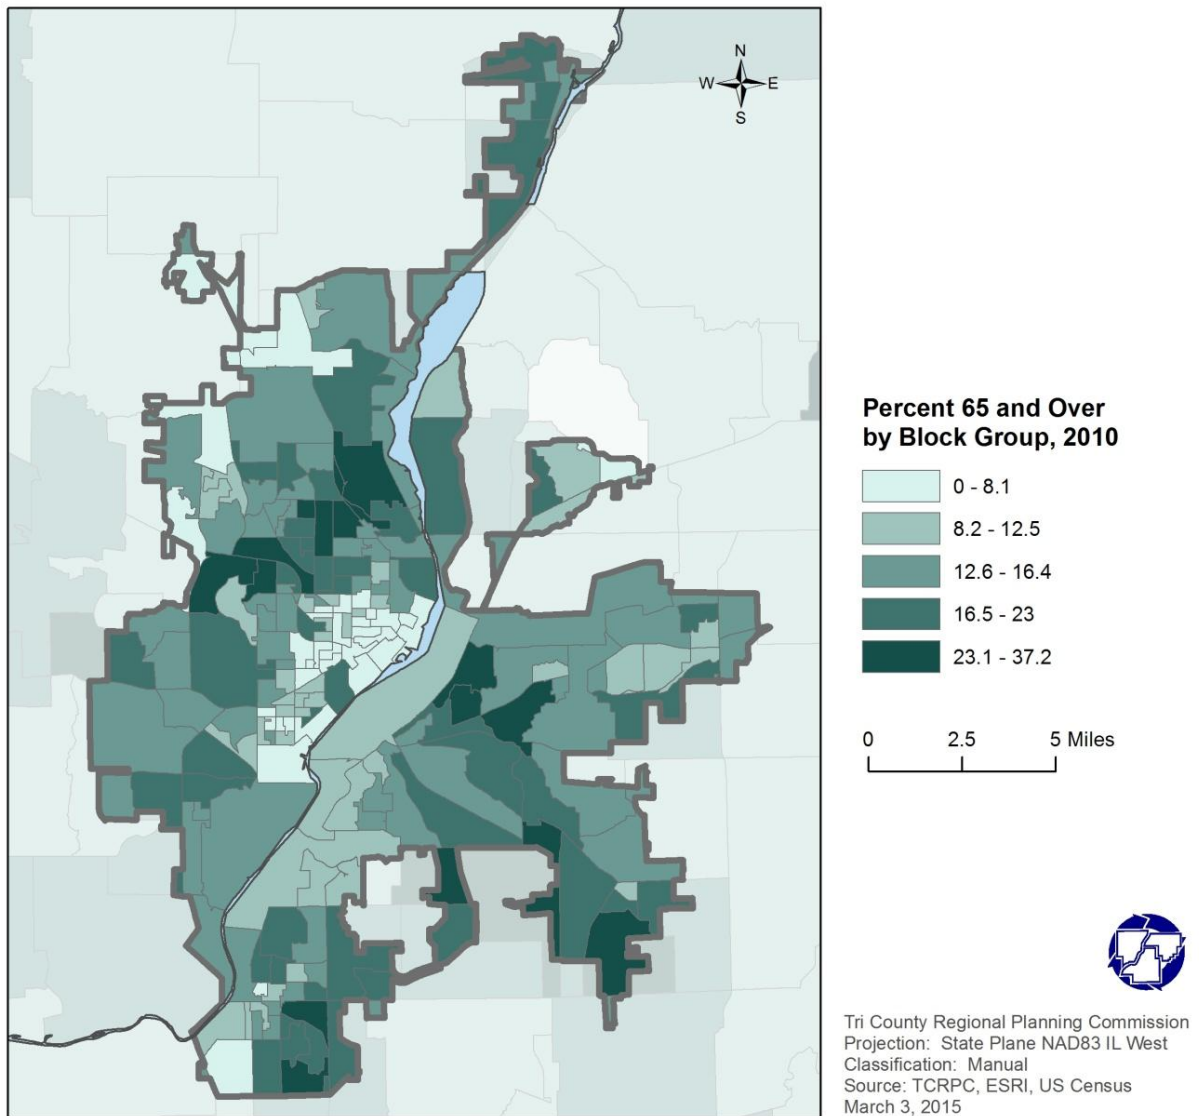 N
W E
S
Percent 65 and Over
by Block Group, 2010
0 - 8.1
8.2 - 12.5
12.6 - 16.4
16.5 - 23
23.1 - 37.2
0 2.5 5 Miles
Tri County Regional Planning Commission
Projection: State Plane NAD83 IL West
Classification: Manual
Source: TCRPC, ESRI, US Census
March 3, 2015